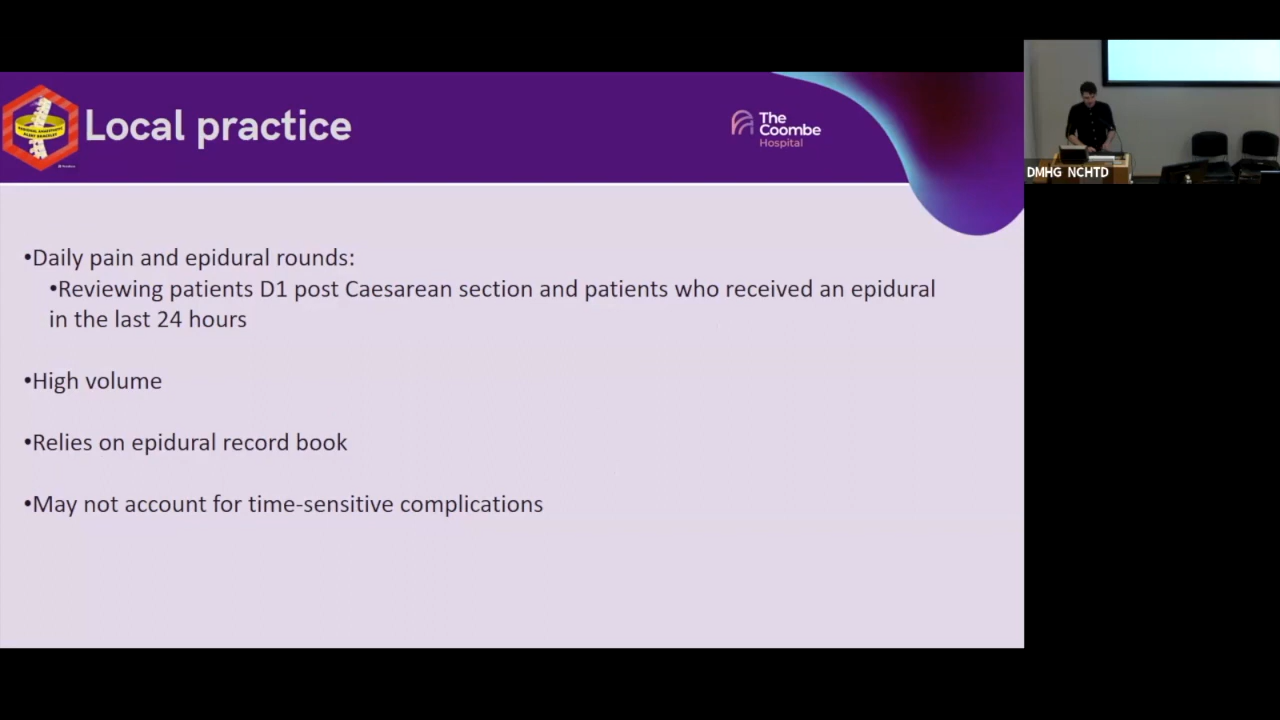 Local practice
The
Coombe
Hospital
DMHG NCHTD
•Daily pain and epidural rounds:
•Reviewing patients D1 post Caesarean section and patients who received an epidural
in the last 24 hours
•High volume
•Relies on epidural record book
•May not account for time-sensitive complications